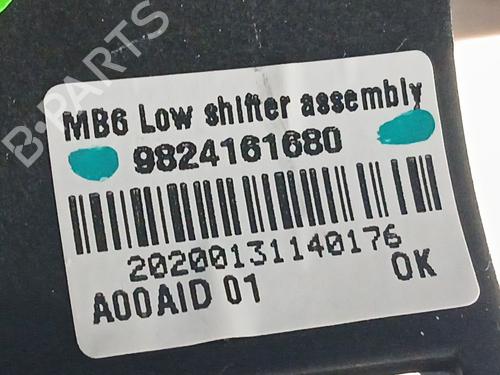 B-PARTS
MB6 Low shifter assembly
9824161680
20200131140176
A00AID 01
OK